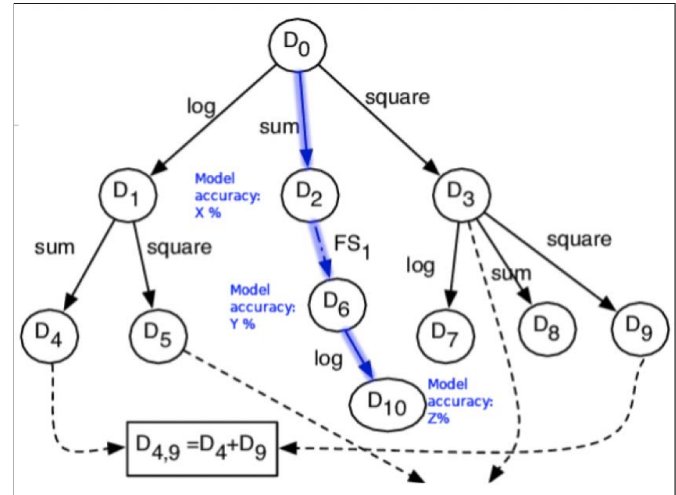 D0
log
sum
square
Model
accuracy:
X %
D1
D2
D3
sum
square
FS1
log
sum
square
Model
accuracy:
Y %
D4
D5
D6
D7
D8
D9
log
D10
Model
accuracy:
Z%
D4,9 =D4+D9